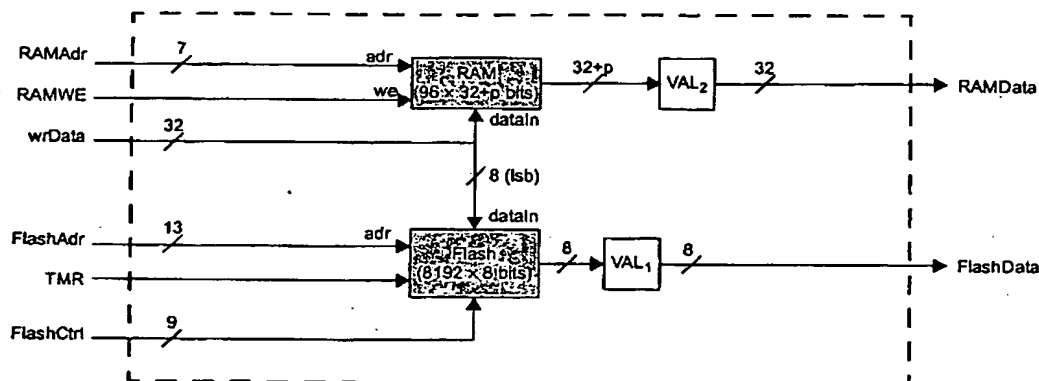 RAMAdr
7
adr
RAM
(96 × 32+p bits)
32+p
VAL2
32
RAMData
RAMWE
we
wrData
32
dataIn
8 (lsb)
dataIn
FlashAdr
13
adr
Flash
(8192 × 8 bits)
8
VAL1
8
FlashData
TMR
FlashCtrl
9